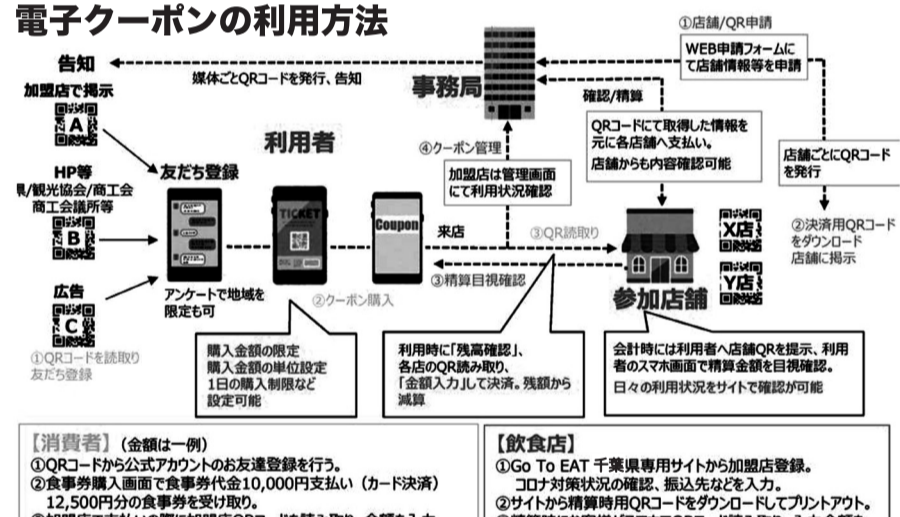 電子クーポンの利用方法
告知
媒体ごとQRコードを発行、告知
加盟店で掲示
A
HP等
県/観光協会/商工会
商工会議所等
B
広告
C
①QRコードを読取り
友だち登録
友だち登録
アンケートで地域を
限定も可
利用者
TICKET
②クーポン購入
Coupon
購入金額の限定
購入金額の単位設定
1日の購入制限など
設定可能
事務局
④クーポン管理
加盟店は管理画面
にて利用状況確認
来店
③QR読取り
③精算目視確認
利用時に「残高確認」、
各店のQR読み取り、
「金額入力」して決済。残額から
減算
①店舗/QR申請
WEB申請フォームに
て店舗情報等を申請
確認/精算
QRコードにて取得した情報を
元に各店舗へ支払い。
店舗からも内容確認可能
店舗ごとにQRコード
を発行
②決済用QRコード
をダウンロード
店舗に掲示
X店
Y店
参加店舗
会計時には利用者へ店舗QRを提示、利用
者のスマホ画面で精算金額を目視確認。
日々の利用状況をサイトで確認が可能
【消費者】（金額は一例）
①QRコードから公式アカウントのお友達登録を行う。
②食事券購入画面で食事券代金10,000円支払い（カード決済）
12,500円分の食事券を受け取り。
【飲食店】
①Go To EAT 千葉県専用サイトから加盟店登録。
コロナ対策状況の確認、振込先などを入力。
②サイトから精算時用QRコードをダウンロードしてプリントアウト。